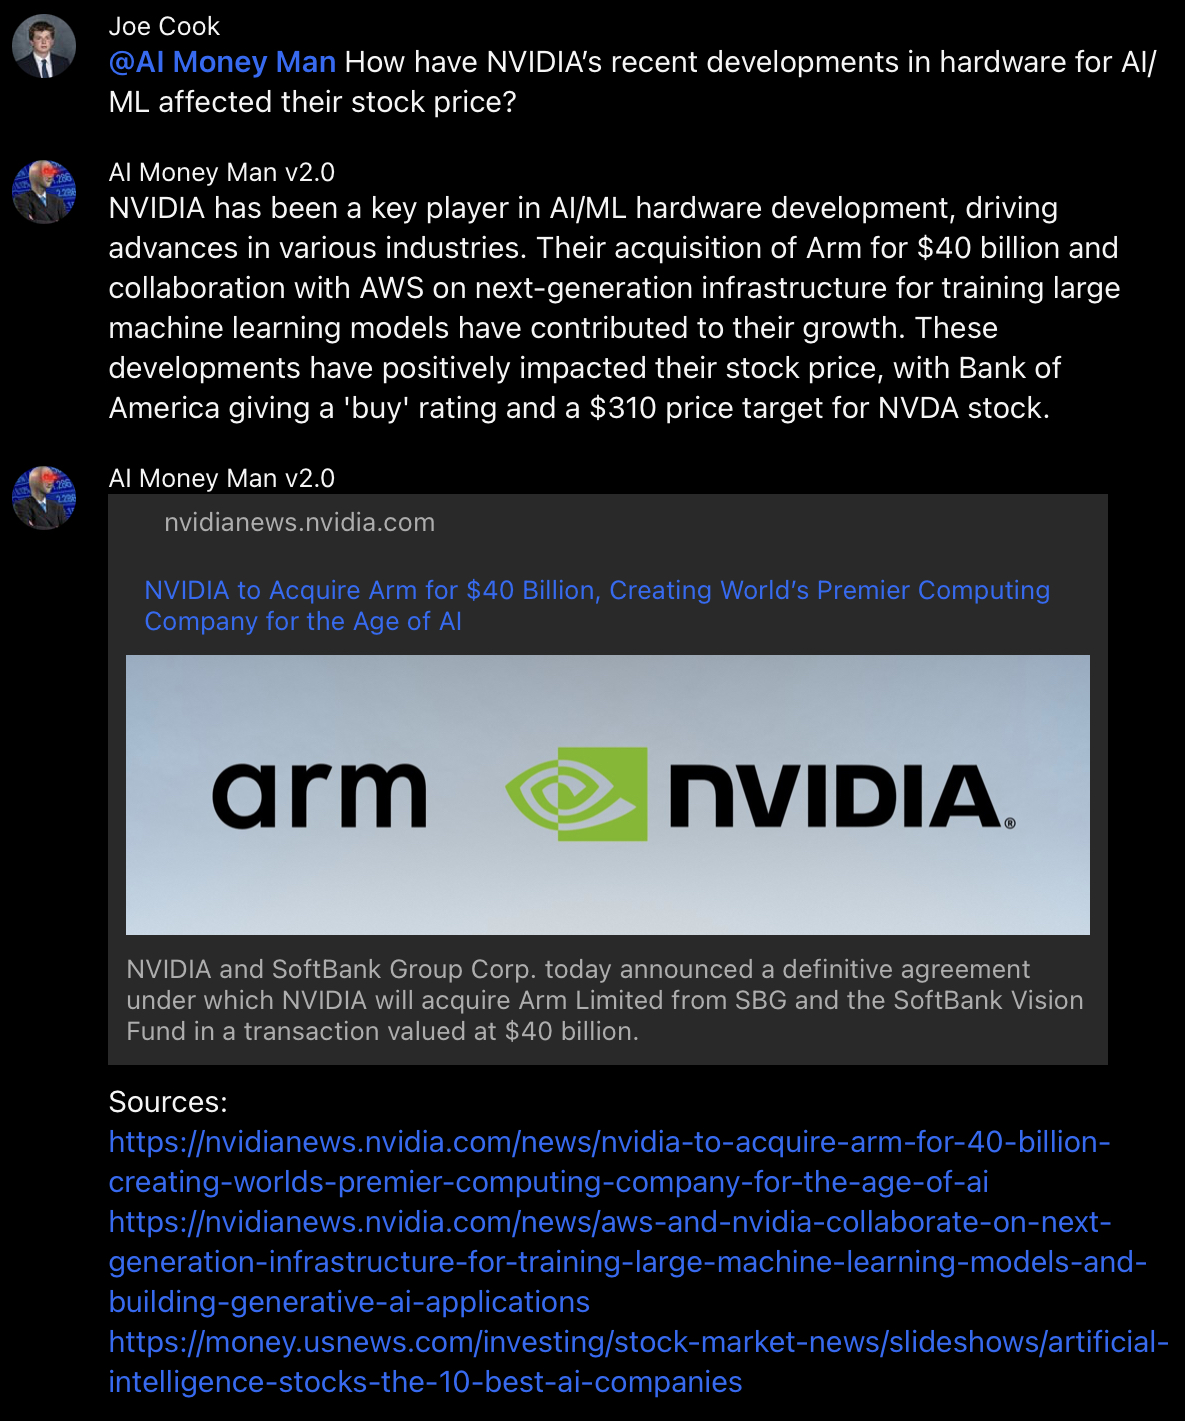 Joe Cook
@AI Money Man How have NVIDIA’s recent developments in hardware for AI/
ML affected their stock price?
AI Money Man v2.0
NVIDIA has been a key player in AI/ML hardware development, driving
advances in various industries. Their acquisition of Arm for $40 billion and
collaboration with AWS on next-generation infrastructure for training large
machine learning models have contributed to their growth. These
developments have positively impacted their stock price, with Bank of
America giving a 'buy' rating and a $310 price target for NVDA stock.
AI Money Man v2.0
nvidianews.nvidia.com
NVIDIA to Acquire Arm for $40 Billion, Creating World’s Premier Computing
Company for the Age of AI
arm NVIDIA®
NVIDIA and SoftBank Group Corp. today announced a definitive agreement
under which NVIDIA will acquire Arm Limited from SBG and the SoftBank Vision
Fund in a transaction valued at $40 billion.
Sources:
https://nvidianews.nvidia.com/news/nvidia-to-acquire-arm-for-40-billion-
creating-worlds-premier-computing-company-for-the-age-of-ai
https://nvidianews.nvidia.com/news/aws-and-nvidia-collaborate-on-next-
generation-infrastructure-for-training-large-machine-learning-models-and-
building-generative-ai-applications
https://money.usnews.com/investing/stock-market-news/slideshows/artificial-
intelligence-stocks-the-10-best-ai-companies